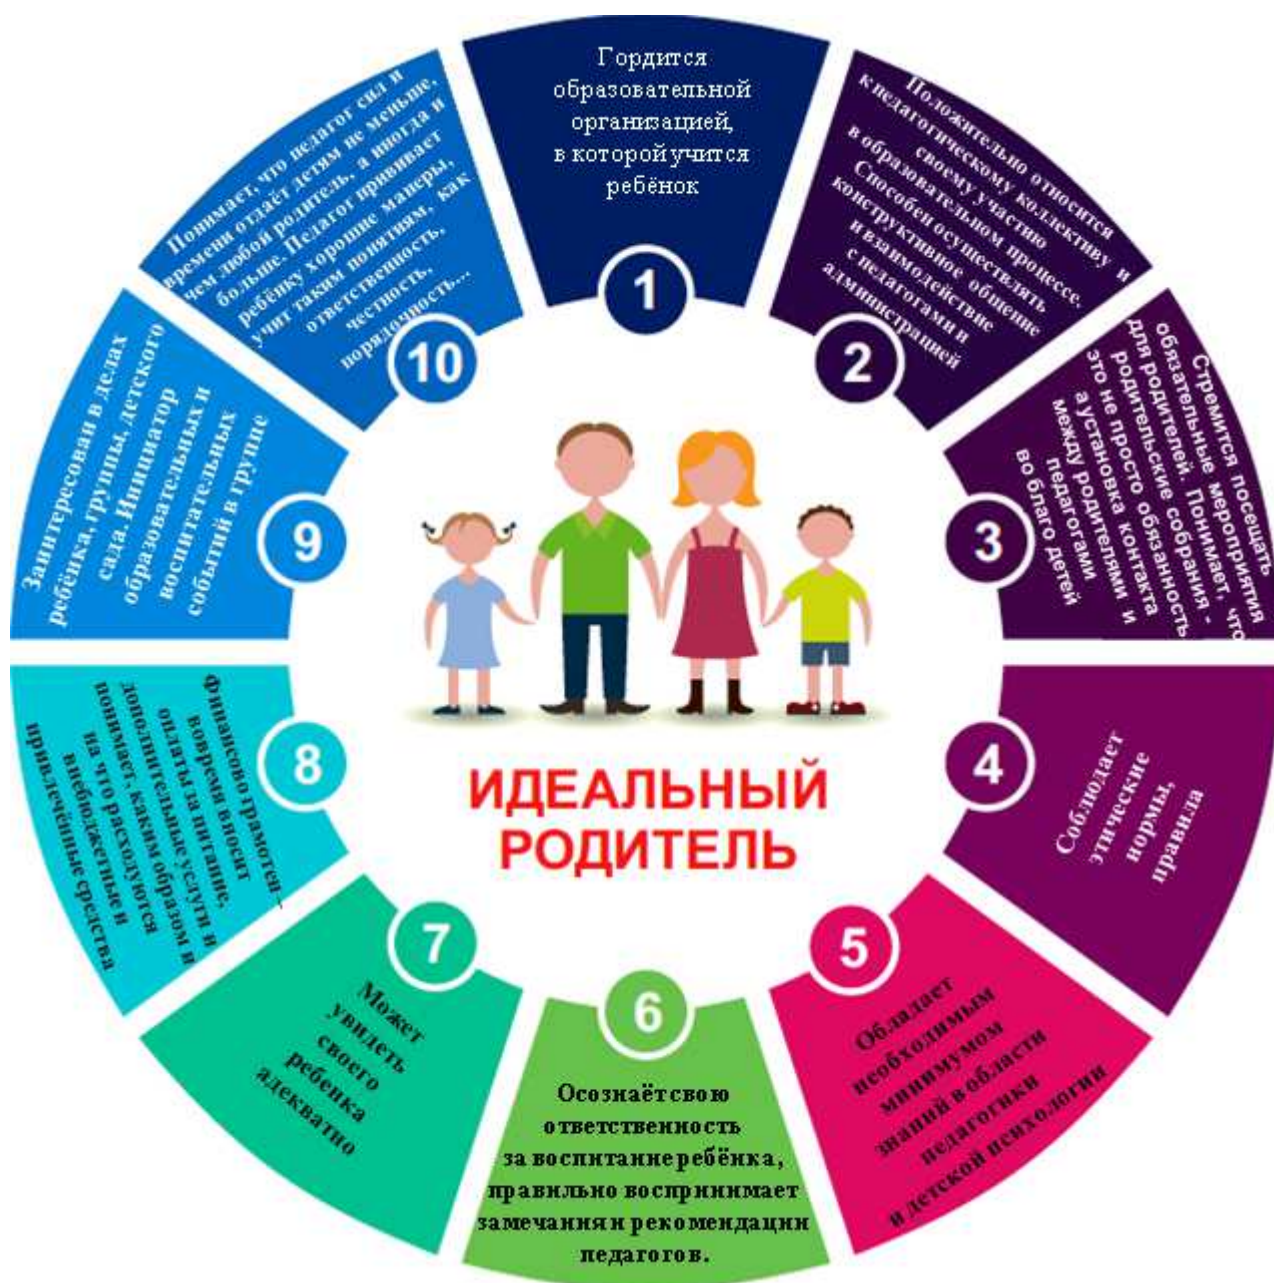 1
Гордится
образовательной
организацией,
в которой учится
ребёнок
2
Положительно относится
к педагогическому коллективу и
своему участию
в образовательном процессе.
Способен осуществлять
конструктивное общение
и взаимодействие
с педагогами и
администрацией
3
Стремится посещать
обязательные мероприятия
для родителей. Понимает, что
родительские собрания -
это не просто обязанность,
а установка контакта
между родителями и
педагогами
во благо детей
4
Соблюдает
этнические
нормы,
правила
5
Обладает
необходимым
минимумом
знаний в области
педагогики
и детской психологии
6
Осознаёт свою
ответственность
за воспитание ребёнка,
правильно воспринимает
замечания и рекомендации
педагогов.
7
Может
увидеть
своего
ребенка
адекватно
8
Финансово грамотен –
вовремя вносит
оплаты за питание,
дополнительные услуги и
понимает, каким образом и
на что расходуются
внебюджетные и
привлечённые средства
9
Заинтересован в делах
ребёнка, группы, детского
сада. Инициатор
образовательных и
воспитательных
событий в группе
10
Понимает, что педагог сил и
времени отдаёт детям не меньше,
чем любой родитель, а иногда и
больше. Педагог прививает
ребёнку хорошие манеры,
учит таким понятиям, как
ответственность,
честность,
порядочность...
ИДЕАЛЬНЫЙ
РОДИТЕЛЬ